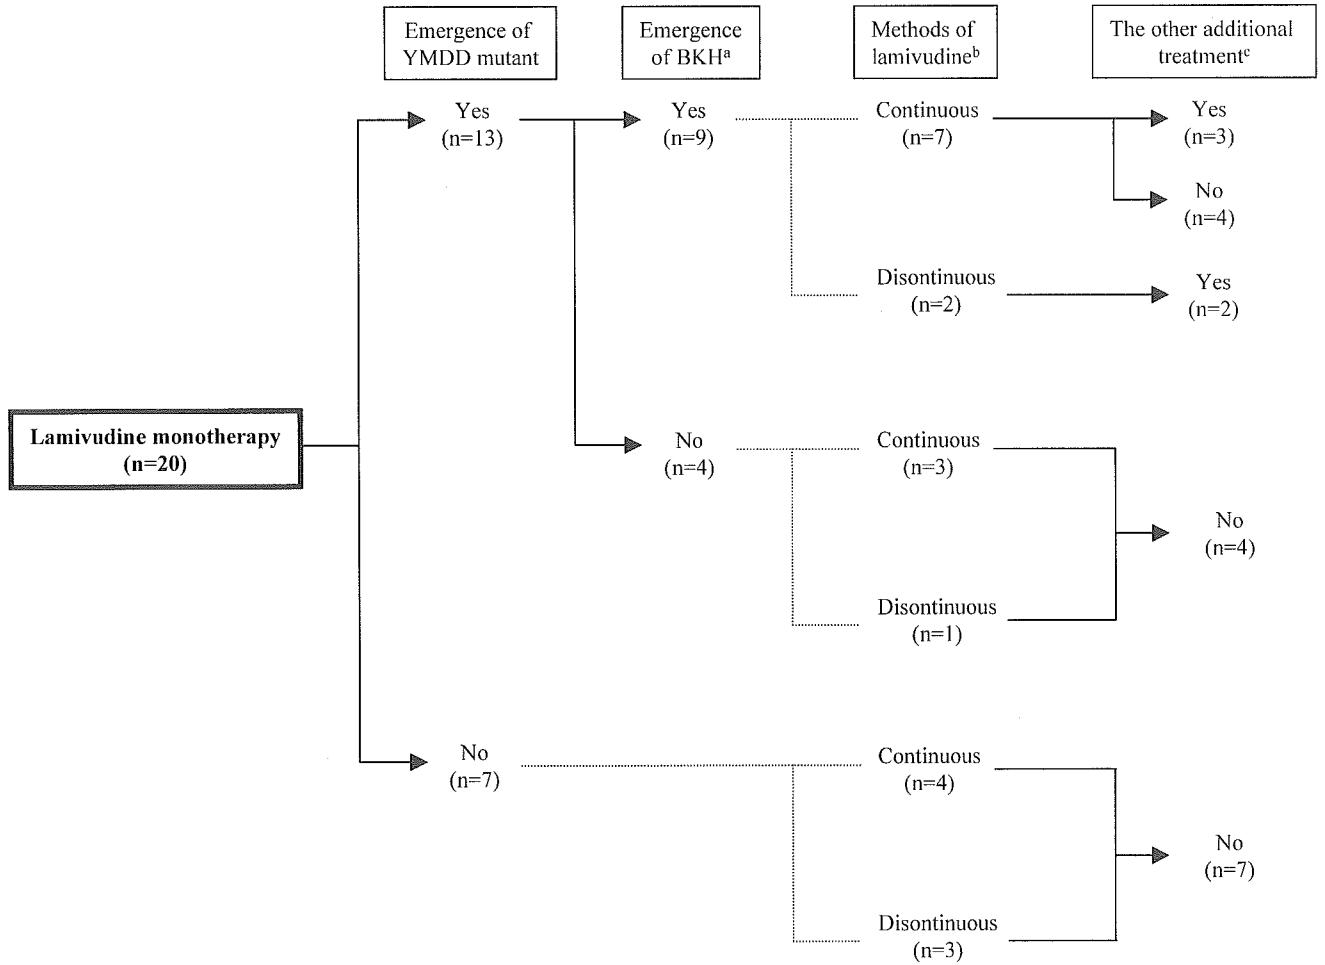 Emergence of
YMDD mutant
Emergence
of BKHᵃ
Methods of
lamivudineᵇ
The other additional
treatmentᶜ
Yes
(n=13)
Yes
(n=9)
Continuous
(n=7)
Yes
(n=3)
No
(n=4)
Disontinuous
(n=2)
Yes
(n=2)
Lamivudine monotherapy
(n=20)
No
(n=4)
Continuous
(n=3)
No
(n=4)
Disontinuous
(n=1)
No
(n=7)
Continuous
(n=4)
No
(n=7)
Disontinuous
(n=3)